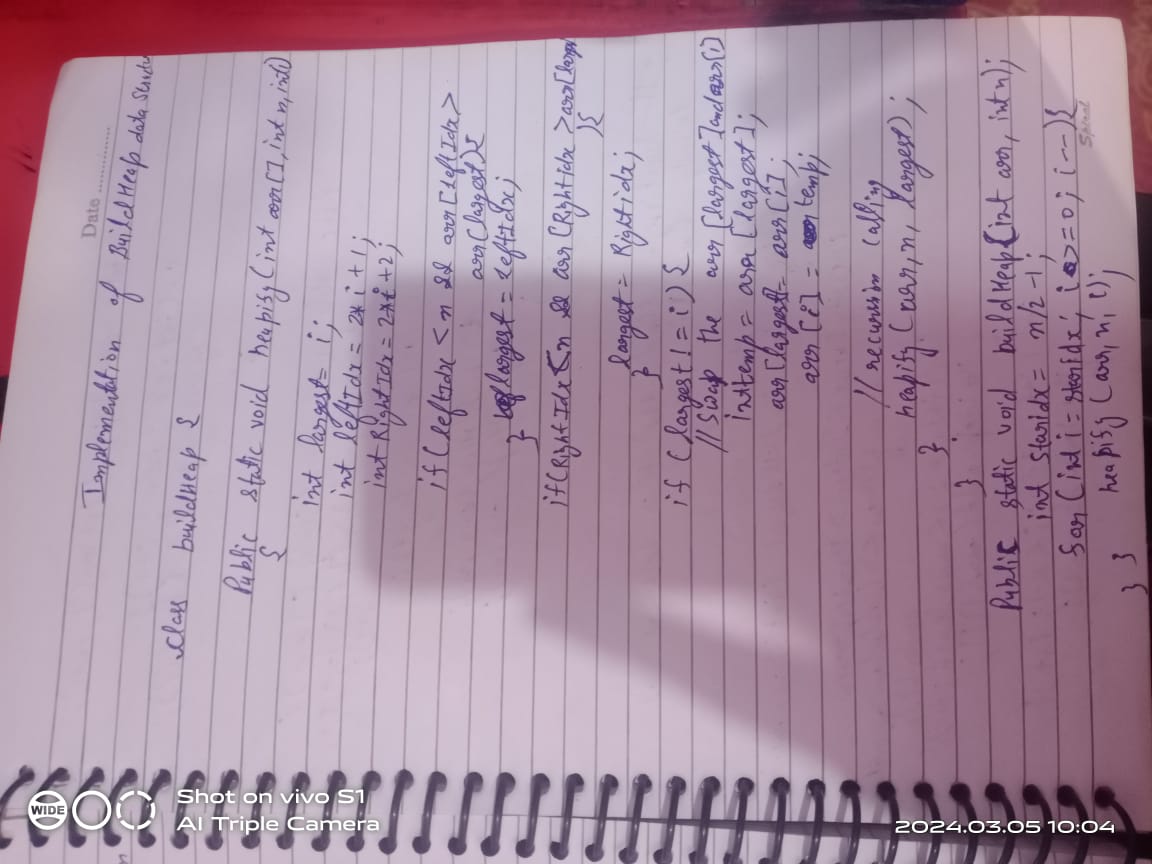 Date ..............
Implementation of BuildHeap data Structu
class buildHeap {
Public static void heapify (int arr[], int n, int i)
{
int largest = i;
int leftIdx = 2*i + 1;
int RightIdx = 2*i + 2;
if (leftidx < n && arr[leftIdx >
arr[largest){
largest = leftIdx;
}
if(RightIdx < n && arr[Rightidx > arr[larges
){
largest = Rightidx;
}
if (largest != i) {
// swap the arr[largest] and arr[i]
int temp = arr[largest];
arr[largest = arr[i];
arr[i] = temp;
// recursion calling
heapify (arr, n, largest);
}
}
Public static void buildHeap (int arr, int n);
int staridx = n/2 -1;
for (int i = staridx; i >= 0; i--){
heapify (arr, n, i);
} }
Spiral
WIDE
Shot on vivo S1
AI Triple Camera
2024.03.05 10:04